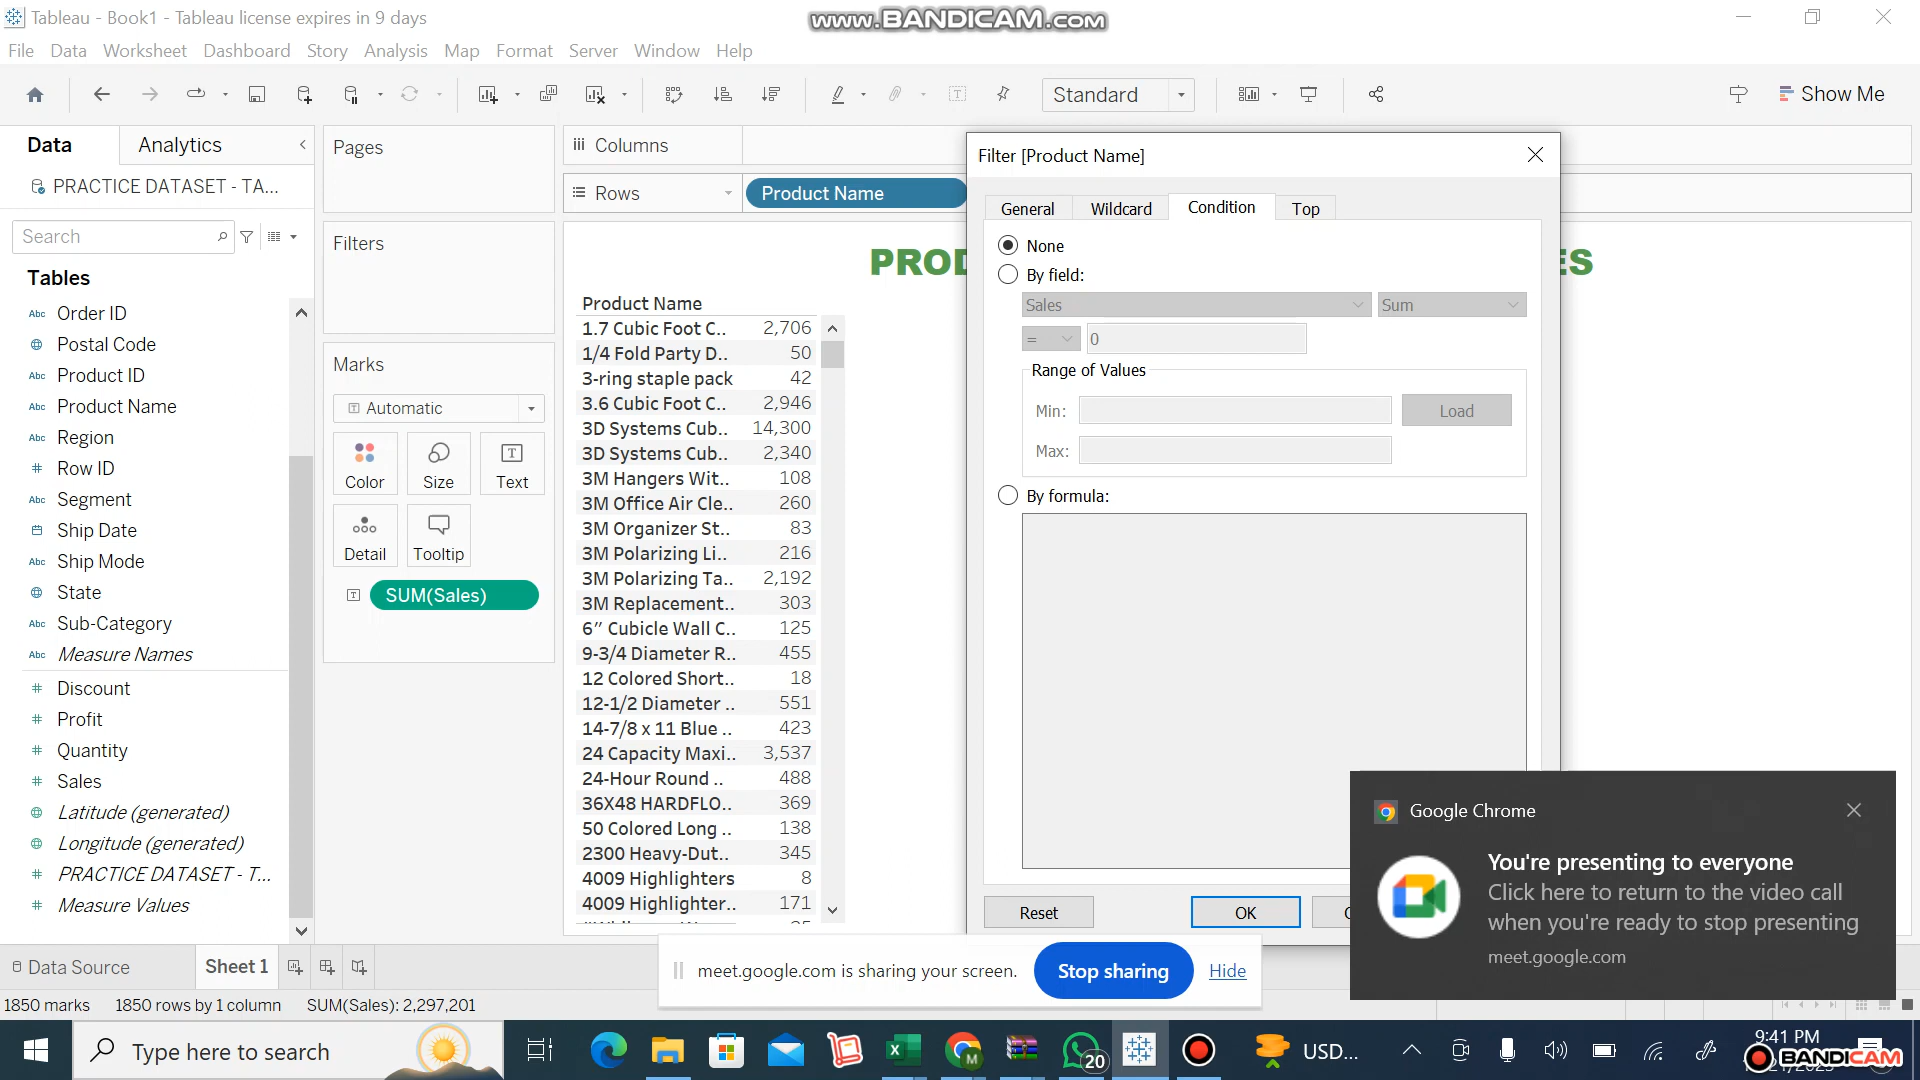 Tableau - Book1 - Tableau license expires in 9 days
www.BANDICAM.com
File Data Worksheet Dashboard Story Analysis Map Format Server Window Help
Standard
Show Me
Data
Analytics
PRACTICE DATASET - TA...
Search
Tables
Abc Order ID
Postal Code
Abc Product ID
Abc Product Name
Abc Region
# Row ID
Abc Segment
Ship Date
Abc Ship Mode
State
Abc Sub-Category
Abc Measure Names
# Discount
# Profit
# Quantity
# Sales
Latitude (generated)
Longitude (generated)
# PRACTICE DATASET - T...
# Measure Values
Pages
Filters
Marks
Automatic
Color
Size
Text
Detail
Tooltip
SUM(Sales)
Columns
Rows
Product Name
PROD
ES
Product Name
1.7 Cubic Foot C.. 2,706
1/4 Fold Party D.. 50
3-ring staple pack 42
3.6 Cubic Foot C.. 2,946
3D Systems Cub.. 14,300
3D Systems Cub.. 2,340
3M Hangers Wit.. 108
3M Office Air Cle.. 260
3M Organizer St.. 83
3M Polarizing Li.. 216
3M Polarizing Ta.. 2,192
3M Replacement.. 303
6″ Cubicle Wall C.. 125
9-3/4 Diameter R.. 455
12 Colored Short.. 18
12-1/2 Diameter .. 551
14-7/8 x 11 Blue .. 423
24 Capacity Maxi.. 3,537
24-Hour Round .. 488
36X48 HARDFLO.. 369
50 Colored Long .. 138
2300 Heavy-Dut.. 345
4009 Highlighters 8
4009 Highlighter.. 171
Filter [Product Name]
General
Wildcard
Condition
Top
None
By field:
Sales
Sum
=
0
Range of Values
Min:
Load
Max:
By formula:
Reset
OK
Google Chrome
You're presenting to everyone
Click here to return to the video call
when you're ready to stop presenting
meet.google.com
meet.google.com is sharing your screen.
Stop sharing
Hide
Data Source
Sheet 1
1850 marks 1850 rows by 1 column SUM(Sales): 2,297,201
Type here to search
20
USD...
9:41 PM
BANDICAM